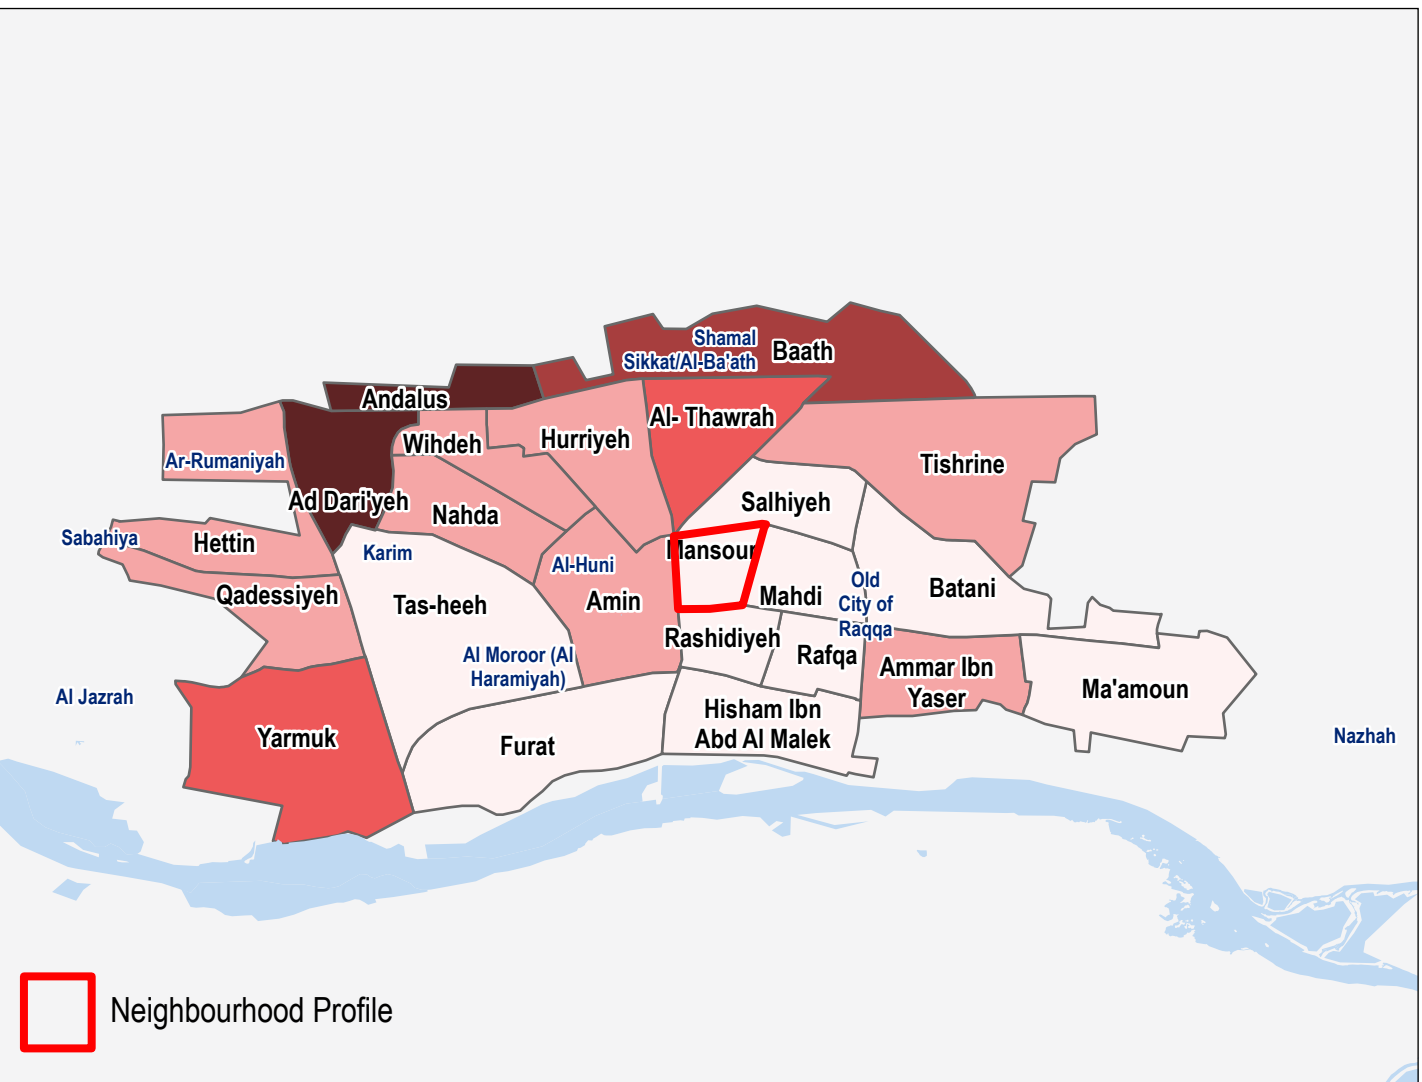 Shamal
Sikkat/Al-Ba'ath
Baath
Andalus
Al- Thawrah
Wihdeh
Hurriyeh
Ar-Rumaniyah
Tishrine
Ad Dari'yeh
Nahda
Salhiyeh
Sabahiya
Hettin
Karim
Al-Huni
Mansour
Qadessiyeh
Tas-heeh
Amin
Mahdi
Old
City of
Raqqa
Batani
Rashidiyeh
Rafqa
Al Moroor (Al
Haramiyah)
Ammar Ibn
Yaser
Ma'amoun
Al Jazrah
Hisham Ibn
Abd Al Malek
Yarmuk
Furat
Nazhah
Neighbourhood Profile